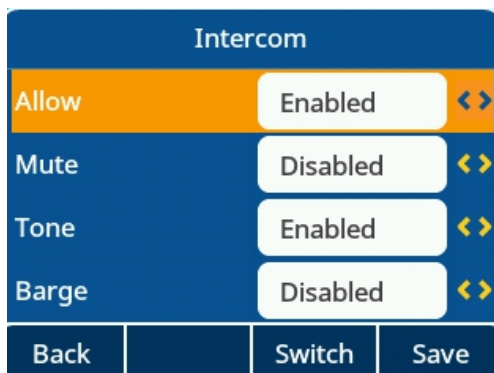 Intercom
Allow Enabled
Mute Disabled
Tone Enabled
Barge Disabled
Back Switch Save